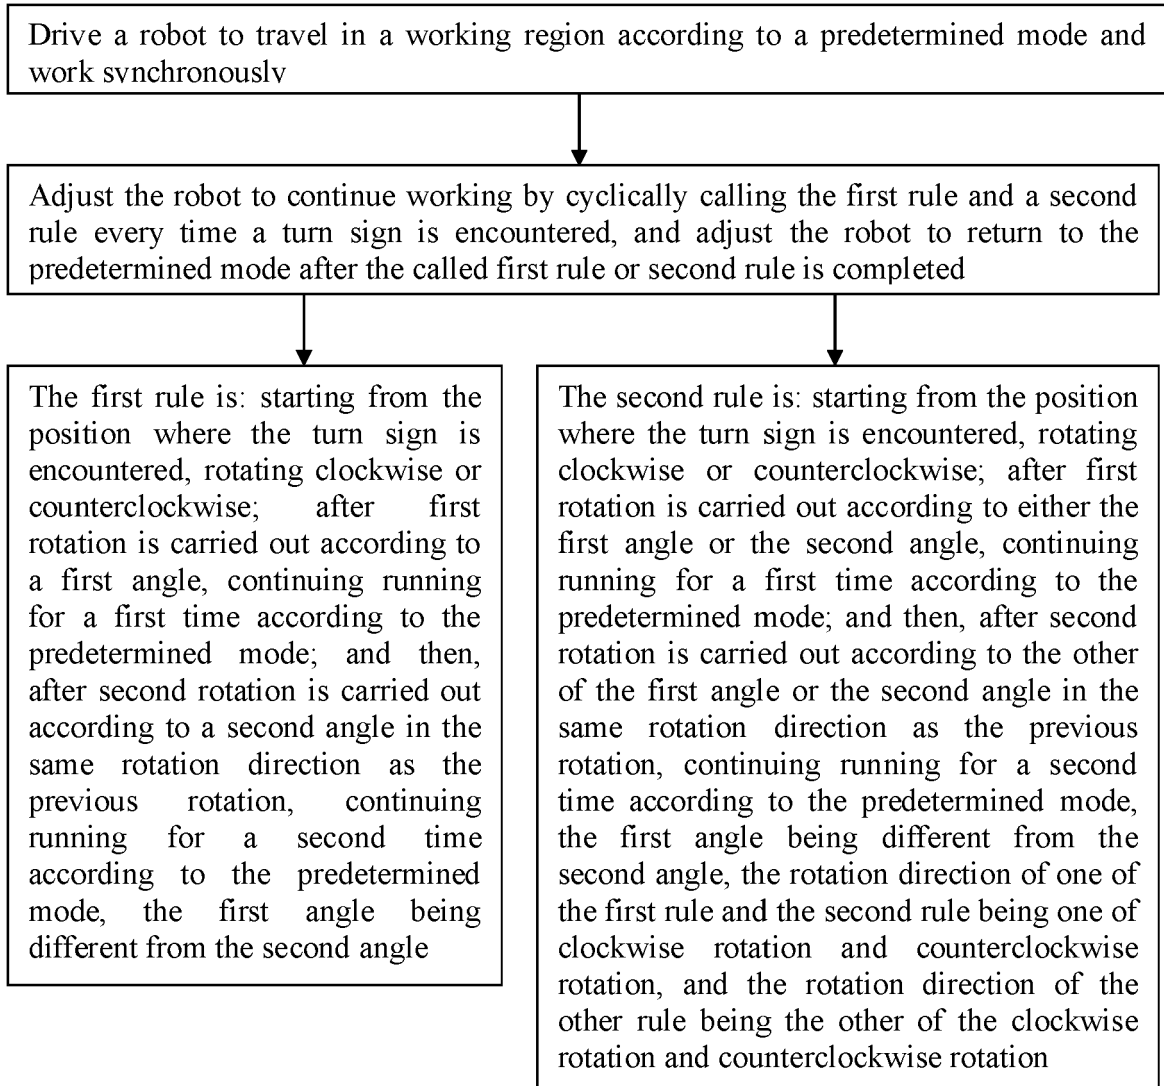 Drive a robot to travel in a working region according to a predetermined mode and
work synchronously
Adjust the robot to continue working by cyclically calling the first rule and a second
rule every time a turn sign is encountered, and adjust the robot to return to the
predetermined mode after the called first rule or second rule is completed
The first rule is: starting from the
position where the turn sign is
encountered, rotating clockwise or
counterclockwise; after first
rotation is carried out according to
a first angle, continuing running
for a first time according to the
predetermined mode; and then,
after second rotation is carried out
according to a second angle in the
same rotation direction as the
previous rotation, continuing
running for a second time
according to the predetermined
mode, the first angle being
different from the second angle
The second rule is: starting from the position
where the turn sign is encountered, rotating
clockwise or counterclockwise; after first
rotation is carried out according to either the
first angle or the second angle, continuing
running for a first time according to the
predetermined mode; and then, after second
rotation is carried out according to the other
of the first angle or the second angle in the
same rotation direction as the previous
rotation, continuing running for a second
time according to the predetermined mode,
the first angle being different from the
second angle, the rotation direction of one of
the first rule and the second rule being one of
clockwise rotation and counterclockwise
rotation, and the rotation direction of the
other rule being the other of the clockwise
rotation and counterclockwise rotation